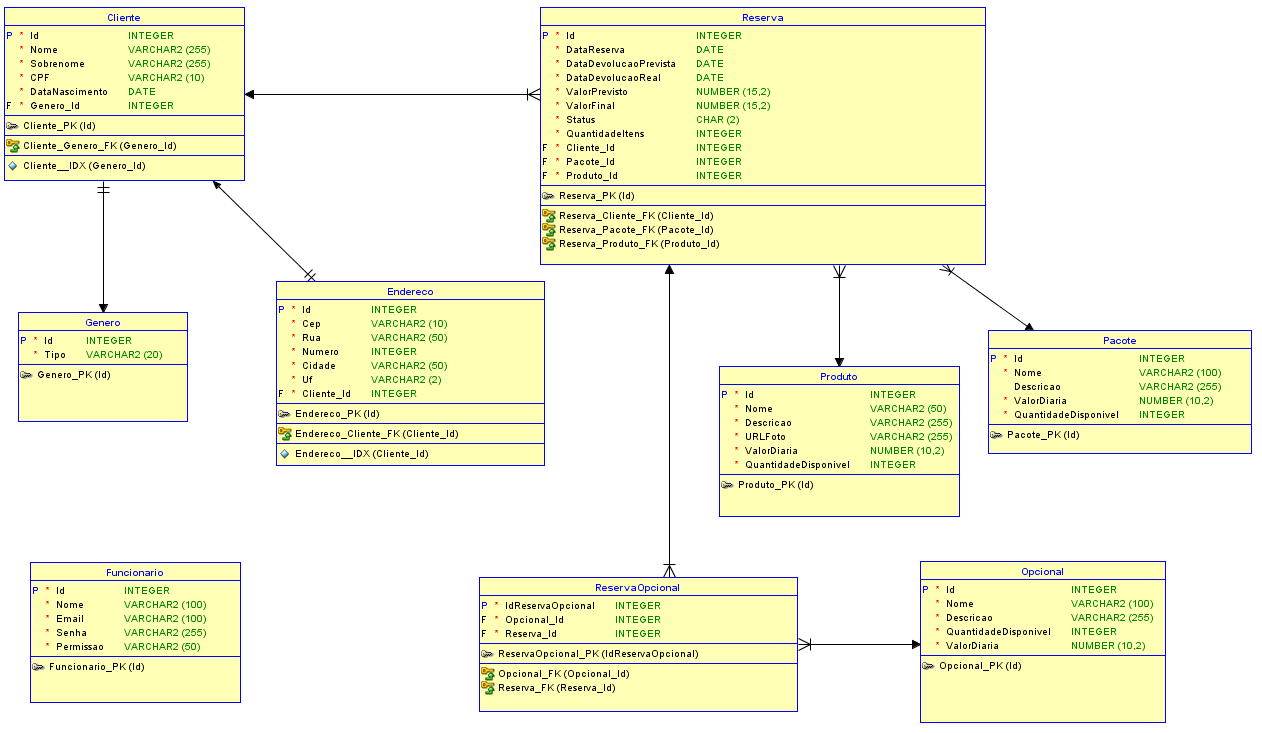 Cliente
P * Id INTEGER
* Nome VARCHAR2 (255)
* Sobrenome VARCHAR2 (255)
* CPF VARCHAR2 (10)
* DataNascimento DATE
F * Genero_Id INTEGER
Cliente_PK (Id)
Cliente_Genero_FK (Genero_Id)
Cliente__IDX (Genero_Id)
Reserva
P * Id INTEGER
* DataReserva DATE
* DataDevolucaoPrevista DATE
* DataDevolucaoReal DATE
* ValorPrevisto NUMBER (15,2)
* ValorFinal NUMBER (15,2)
* Status CHAR (2)
* QuantidadeItens INTEGER
F * Cliente_Id INTEGER
F * Pacote_Id INTEGER
F * Produto_Id INTEGER
Reserva_PK (Id)
Reserva_Cliente_FK (Cliente_Id)
Reserva_Pacote_FK (Pacote_Id)
Reserva_Produto_FK (Produto_Id)
Genero
P * Id INTEGER
* Tipo VARCHAR2 (20)
Genero_PK (Id)
Endereco
P * Id INTEGER
* Cep VARCHAR2 (10)
* Rua VARCHAR2 (50)
* Numero INTEGER
* Cidade VARCHAR2 (50)
* Uf VARCHAR2 (2)
F * Cliente_Id INTEGER
Endereco_PK (Id)
Endereco_Cliente_FK (Cliente_Id)
Endereco__IDX (Cliente_Id)
Produto
P * Id INTEGER
* Nome VARCHAR2 (50)
* Descricao VARCHAR2 (255)
* URLFoto VARCHAR2 (255)
* ValorDiaria NUMBER (10,2)
* QuantidadeDisponivel INTEGER
Produto_PK (Id)
Pacote
P * Id INTEGER
* Nome VARCHAR2 (100)
Descricao VARCHAR2 (255)
* ValorDiaria NUMBER (10,2)
* QuantidadeDisponivel INTEGER
Pacote_PK (Id)
Funcionario
P * Id INTEGER
* Nome VARCHAR2 (100)
* Email VARCHAR2 (100)
* Senha VARCHAR2 (255)
* Permissao VARCHAR2 (50)
Funcionario_PK (Id)
ReservaOpcional
P * IdReservaOpcional INTEGER
F * Opcional_Id INTEGER
F * Reserva_Id INTEGER
ReservaOpcional_PK (IdReservaOpcional)
Opcional_FK (Opcional_Id)
Reserva_FK (Reserva_Id)
Opcional
P * Id INTEGER
* Nome VARCHAR2 (100)
* Descricao VARCHAR2 (255)
* QuantidadeDisponivel INTEGER
* ValorDiaria NUMBER (10,2)
Opcional_PK (Id)